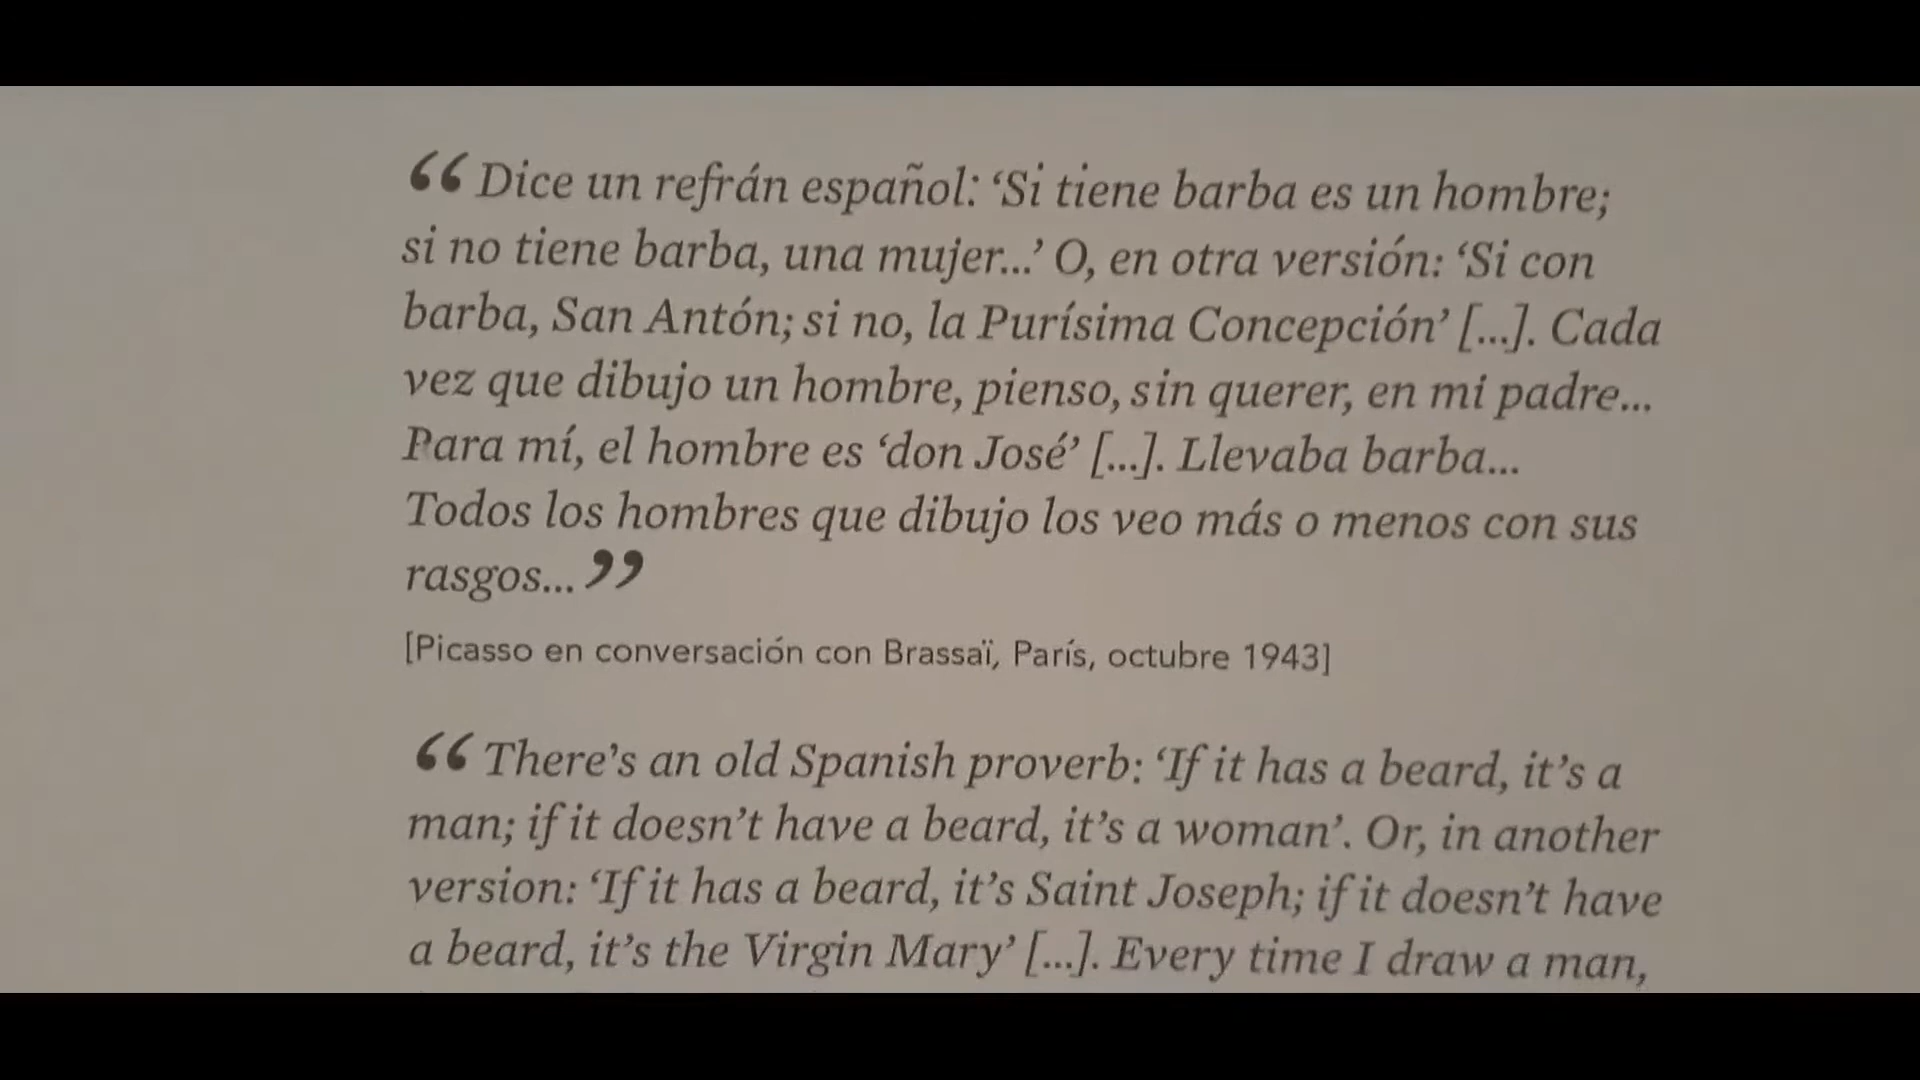 “Dice un refrán español: ‘Si tiene barba es un hombre;
si no tiene barba, una mujer...’ O, en otra versión: ‘Si con
barba, San Antón; si no, la Purísima Concepción’ [...]. Cada
vez que dibujo un hombre, pienso, sin querer, en mi padre...
Para mí, el hombre es ‘don José’ [...]. Llevaba barba...
Todos los hombres que dibujo los veo más o menos con sus
rasgos...”
[Picasso en conversación con Brassaï, París, octubre 1943]
“There’s an old Spanish proverb: ‘If it has a beard, it’s a
man; if it doesn’t have a beard, it’s a woman’. Or, in another
version: ‘If it has a beard, it’s Saint Joseph; if it doesn’t have
a beard, it’s the Virgin Mary’ [...]. Every time I draw a man,